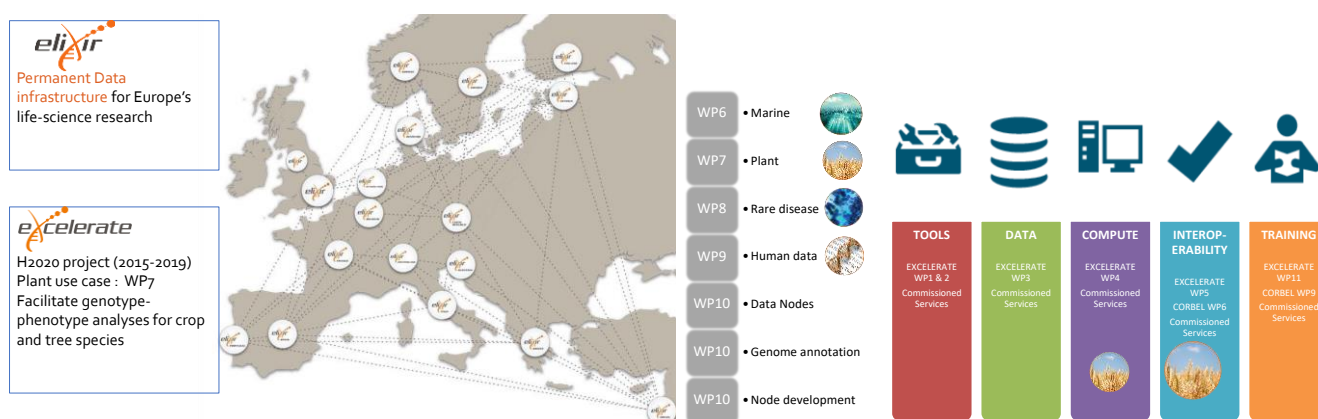 elixir
Permanent Data
infrastructure for Europe's
life-science research
excelerate
H2020 project (2015-2019)
Plant use case : WP7
Facilitate genotype-
phenotype analyses for crop
and tree species
elixir
WP6 • Marine
WP7 • Plant
WP8 • Rare disease
WP9 • Human data
WP10 • Data Nodes
WP10 • Genome annotation
WP10 • Node development
TOOLS
EXCELERATE
WP1 & 2
Commissioned
Services
DATA
EXCELERATE
WP3
Commissioned
Services
COMPUTE
EXCELERATE
WP4
Commissioned
Services
INTEROP-
ERABILITY
EXCELERATE
WP5
CORBEL WP6
Commissioned
Services
TRAINING
EXCELERATE
WP11
CORBEL WP9
Commissioned
Services